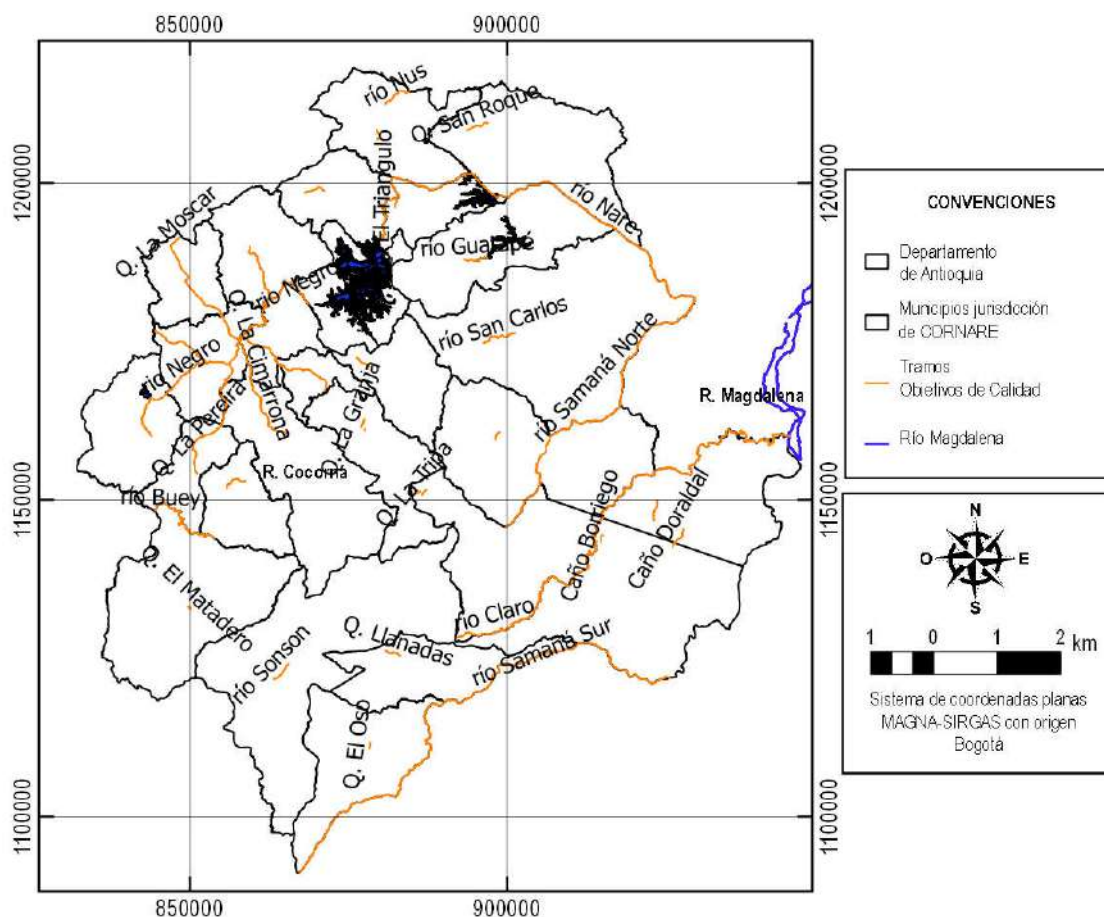 850000
900000
1200000
1200000
1150000
1150000
1100000
1100000
850000
900000
río Nus
Q. San Roque
El Triangulo
Q. La Moscar
río Nare
río Guatapé
río Negro
Q. La Cimarrona
río San Carlos
río Negro
Q. La Pereira
Q. La Granja
río Samaná Norte
R. Magdalena
R. Cocorná
Q. La Tripa
río Buey
Caño Borriego
Caño Doraldal
Q. El Matadero
río Claro
Q. Llanadas
río Sonson
río Samaná Sur
Q. El Oso
CONVENCIONES
Departamento
de Antioquia
Municipios jurisdicción
de CORNARE
Tramos
Objetivos de Calidad
Río Magdalena
N
O
E
S
1 0 1 2 km
Sistema de coordenadas planas
MAGNA-SIRGAS con origen
Bogotá